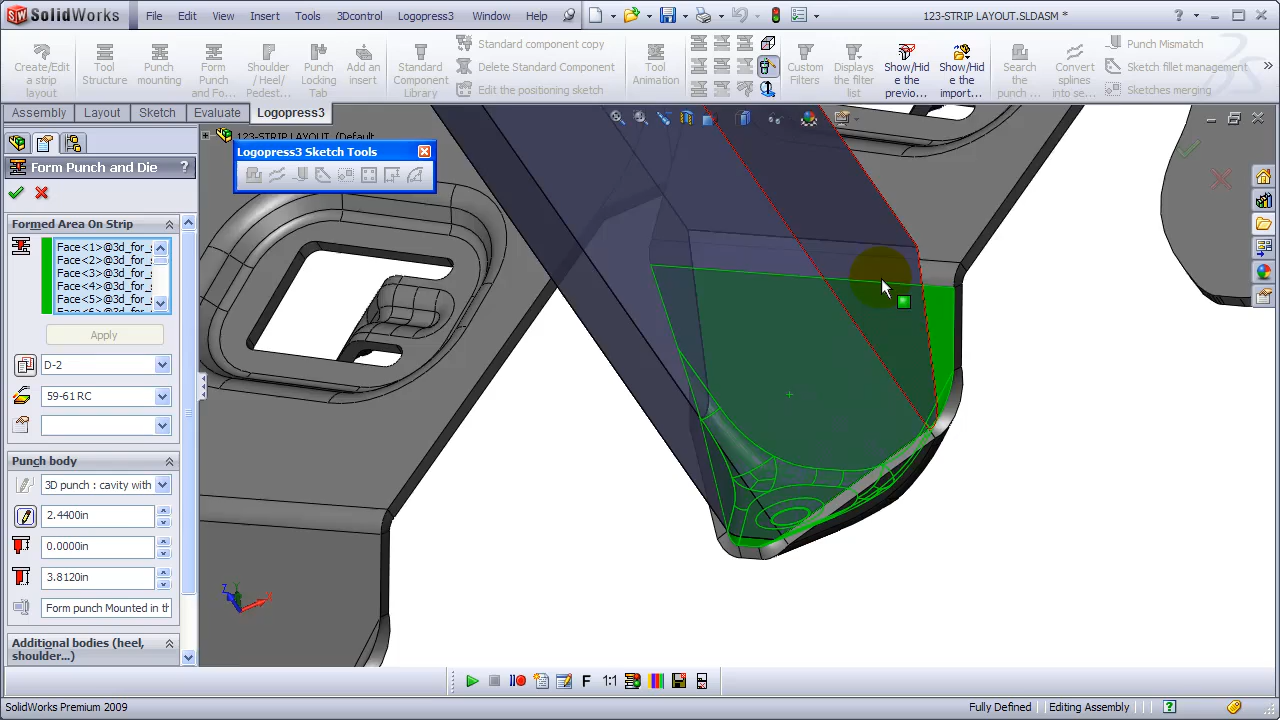 SolidWorks File Edit View Insert Tools 3Dcontrol Logopress3 Window Help 123-STRIP LAYOUT.SLDASM * ?
Create/Edit
a strip
Tool
Structure
Punch
mounting
Form
Punch
and Fo...
Shoulder
/ Heel
Pedest...
Punch
Locking
Tab
Add an
insert
Standard
Component
Library
Standard component copy
Delete Standard Component
Edit the positioning sketch
Tool
Animation
Custom
Filters
Displays
the filter
list
Show/Hid
e the
previo...
Show/Hid
e the
import...
Search
the
punch ...
Convert
splines
into se...
Punch Mismatch
Sketch fillet management
Sketches merging
Assembly Layout Sketch Evaluate Logopress3
123-STRIP LAYOUT (Default
Logopress3 Sketch Tools
Form Punch and Die ?
Formed Area On Strip
Face<1>@3d_for_
Face<2>@3d_for_
Face<3>@3d_for_
Face<4>@3d_for_
Face<5>@3d_for_
Apply
D-2
59-61 RC
Punch body
3D punch : cavity with
2.4400in
0.0000in
3.8120in
Form punch Mounted in th
Additional bodies (heel,
shoulder...)
Z Y X
F 1:1
SolidWorks Premium 2009 Fully Defined Editing Assembly ?